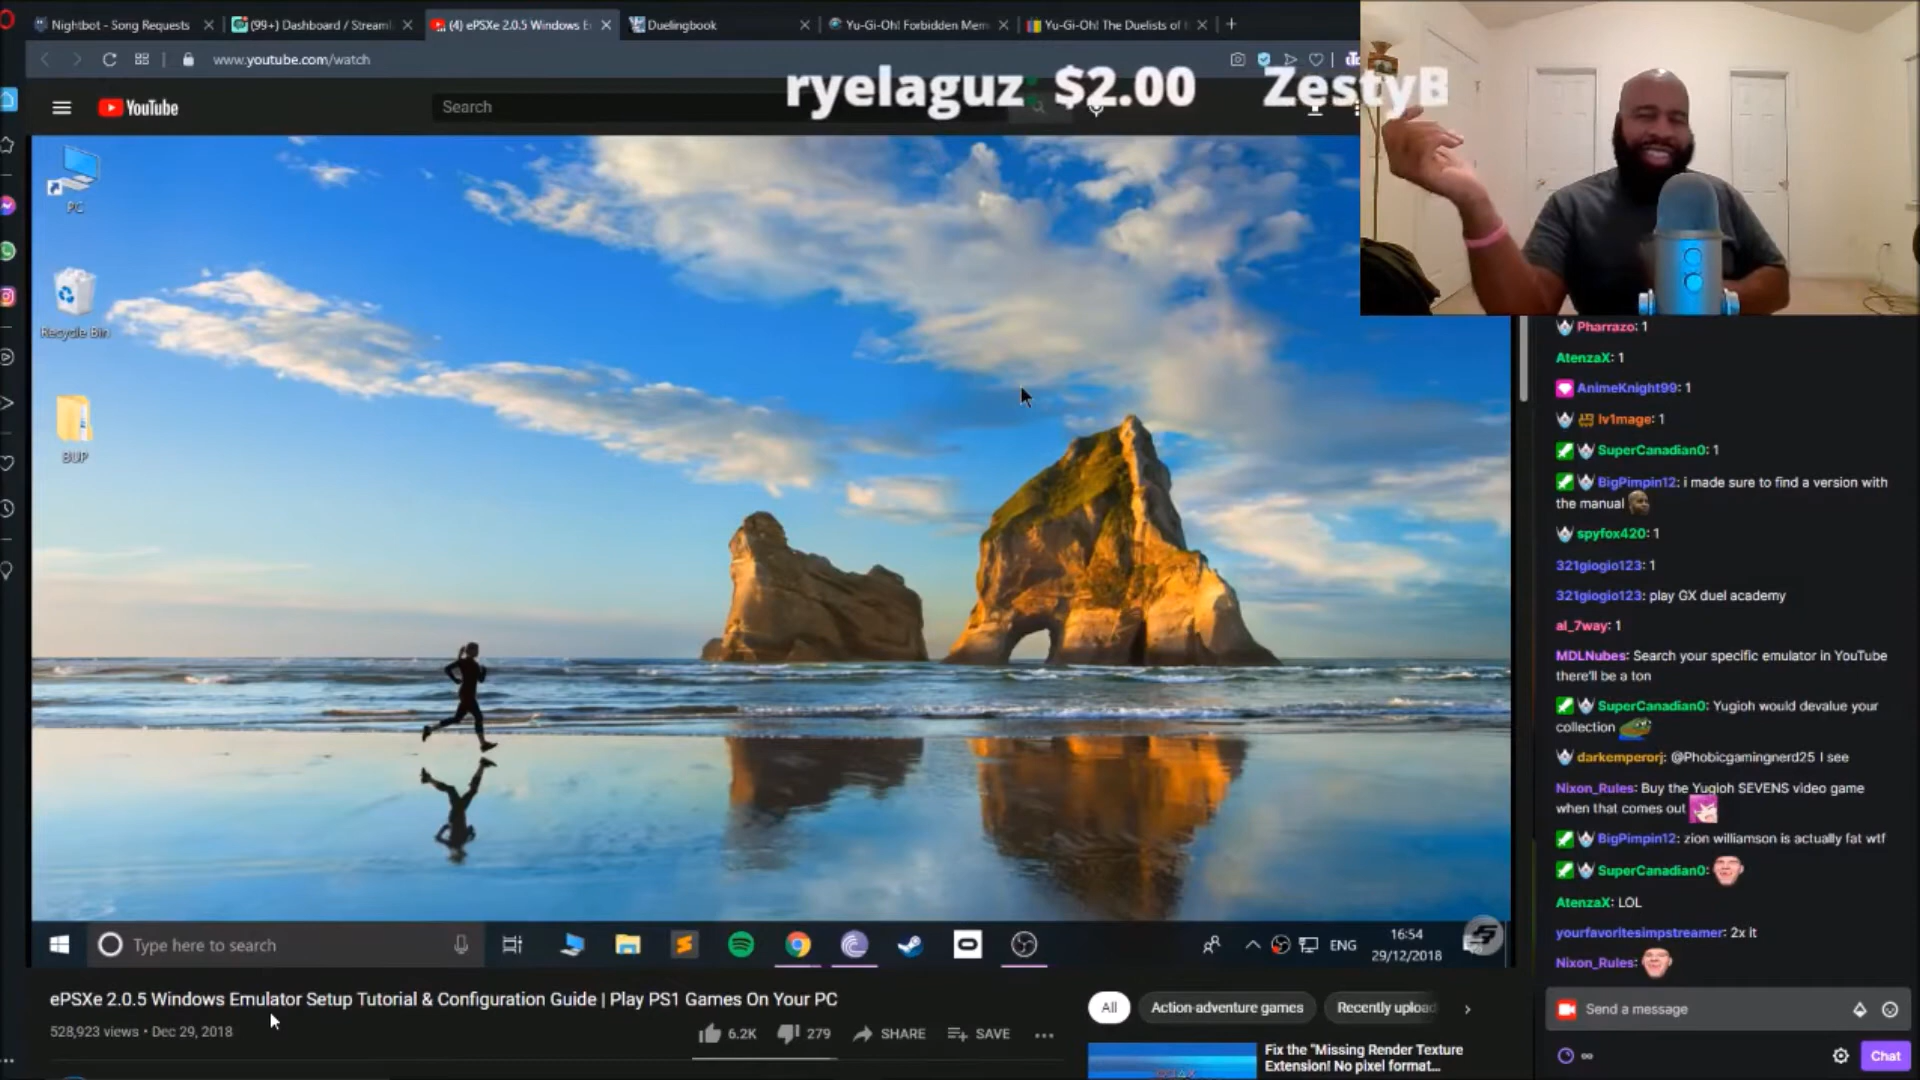 Nightbot - Song Requests
(99+) Dashboard / Streaml
(4) ePSXe 2.0.5 Windows E
Duelingbook
Yu-Gi-Oh! Forbidden Mem
Yu-Gi-Oh! The Duelists of
www.youtube.com/watch
ryelaguz: $2.00 ZestyB
YouTube
Search
PC
Recycle Bin
BUP
Pharrazo: 1
AtenzaX: 1
AnimeKnight99: 1
lv1mage: 1
SuperCanadian0: 1
BigPimpin12: i made sure to find a version with
the manual
spyfox420: 1
321giogio123: 1
321giogio123: play GX duel academy
al_7way: 1
MDLNubes: Search your specific emulator in YouTube
there'll be a ton
SuperCanadian0: Yugioh would devalue your
collection
darkemperorj: @Phobicgamingnerd25 I see
Nixon_Rules: Buy the Yugioh SEVENS video game
when that comes out
BigPimpin12: zion williamson is actually fat wtf
SuperCanadian0:
AtenzaX: LOL
yourfavoritesimpstreamer: 2x it
Nixon_Rules:
Type here to search
ENG
16:54
29/12/2018
ePSXe 2.0.5 Windows Emulator Setup Tutorial & Configuration Guide | Play PS1 Games On Your PC
528,923 views • Dec 29, 2018
6.2K
279
SHARE
SAVE
All
Action-adventure games
Recently upload
Fix the "Missing Render Texture
Extension! No pixel format...
Send a message
Chat